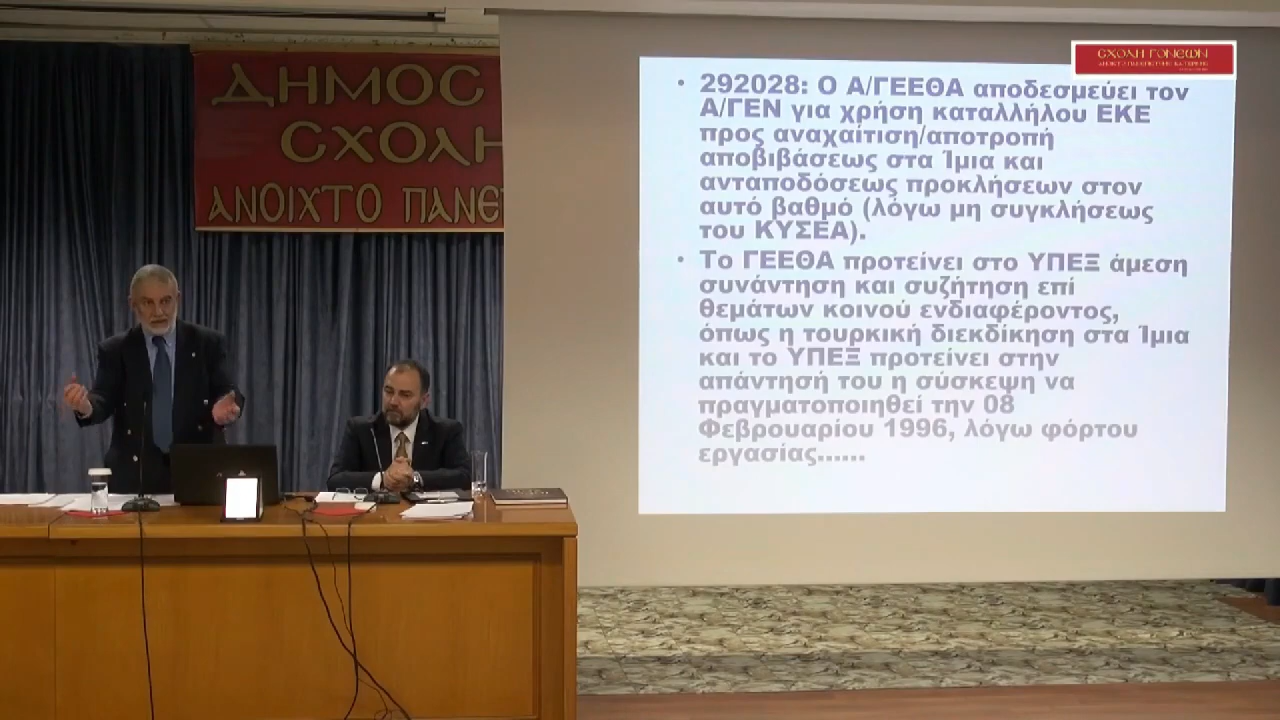 ΔΗΜΟΣ
ΣΧΟΛΗ
ΑΝΟΙΧΤΟ ΠΑΝΕ
ΣΧΟΛΗ ΓΟΝΕΩΝ
• 292028: Ο Α/ΓΕΕΘΑ αποδεσμεύει τον
Α/ΓΕΝ για χρήση καταλλήλου ΕΚΕ
προς αναχαίτιση/αποτροπή
αποβιβάσεως στα Ίμια και
ανταποδόσεως προκλήσεων στον
αυτό βαθμό (λόγω μη συγκλήσεως
του ΚΥΣΕΑ).
• Το ΓΕΕΘΑ προτείνει στο ΥΠΕΞ άμεση
συνάντηση και συζήτηση επί
θεμάτων κοινού ενδιαφέροντος,
όπως η τουρκική διεκδίκηση στα Ίμια
και το ΥΠΕΞ προτείνει στην
απάντησή του η σύσκεψη να
πραγματοποιηθεί την 08
Φεβρουαρίου 1996, λόγω φόρτου
εργασίας......